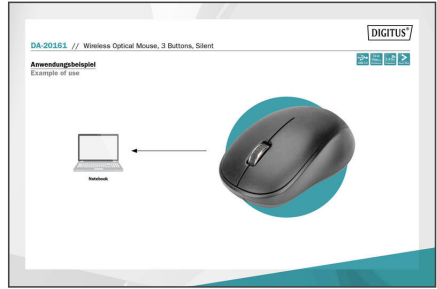 DIGITUS®
DA-20161 // Wireless Optical Mouse, 3 Buttons, Silent
Anwendungsbeispiel
Example of use
Notebook